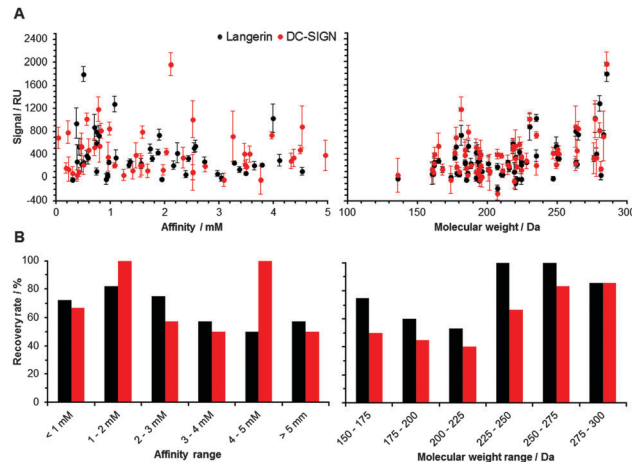 A
Langerin DC-SIGN
Signal / RU
2400
2000
1600
1200
800
400
0
-400
0 1 2 3 4 5
Affinity / mM
100 150 200 250 300
Molecular weight / Da
B
Recovery rate / %
100
80
60
40
20
0
< 1 mM
1 - 2 mM
2 - 3 mM
3 - 4 mM
4 - 5 mM
> 5 mm
Affinity range
150 - 175
175 - 200
200 - 225
225 - 250
250 - 275
275 - 300
Molecular weight range / Da